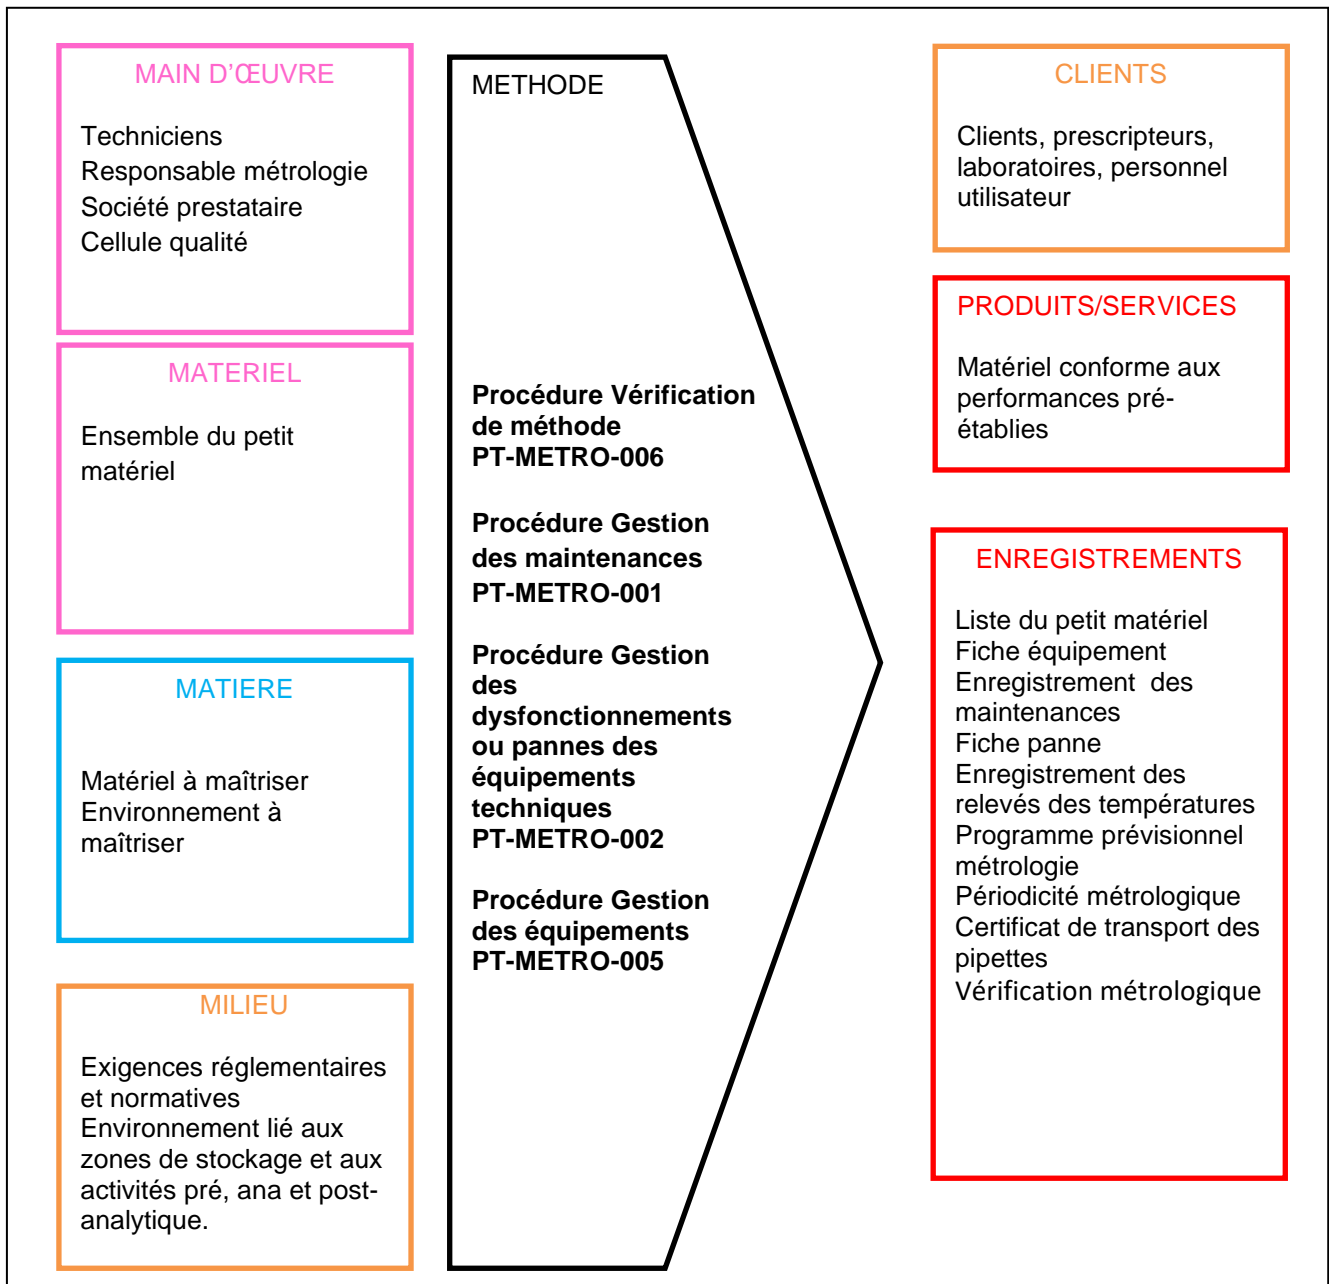 MAIN D'ŒUVRE
Techniciens
Responsable métrologie
Société prestataire
Cellule qualité
MATERIEL
Ensemble du petit
matériel
MATIERE
Matériel à maîtriser
Environnement à
maîtriser
MILIEU
Exigences réglementaires
et normatives
Environnement lié aux
zones de stockage et aux
activités pré, ana et post-
analytique.
METHODE
Procédure Vérification
de méthode
PT-METRO-006
Procédure Gestion
des maintenances
PT-METRO-001
Procédure Gestion
des
dysfonctionnements
ou pannes des
équipements
techniques
PT-METRO-002
Procédure Gestion
des équipements
PT-METRO-005
CLIENTS
Clients, prescripteurs,
laboratoires, personnel
utilisateur
PRODUITS/SERVICES
Matériel conforme aux
performances pré-
établies
ENREGISTREMENTS
Liste du petit matériel
Fiche équipement
Enregistrement des
maintenances
Fiche panne
Enregistrement des
relevés des températures
Programme prévisionnel
métrologie
Périodicité métrologique
Certificat de transport des
pipettes
Vérification métrologique